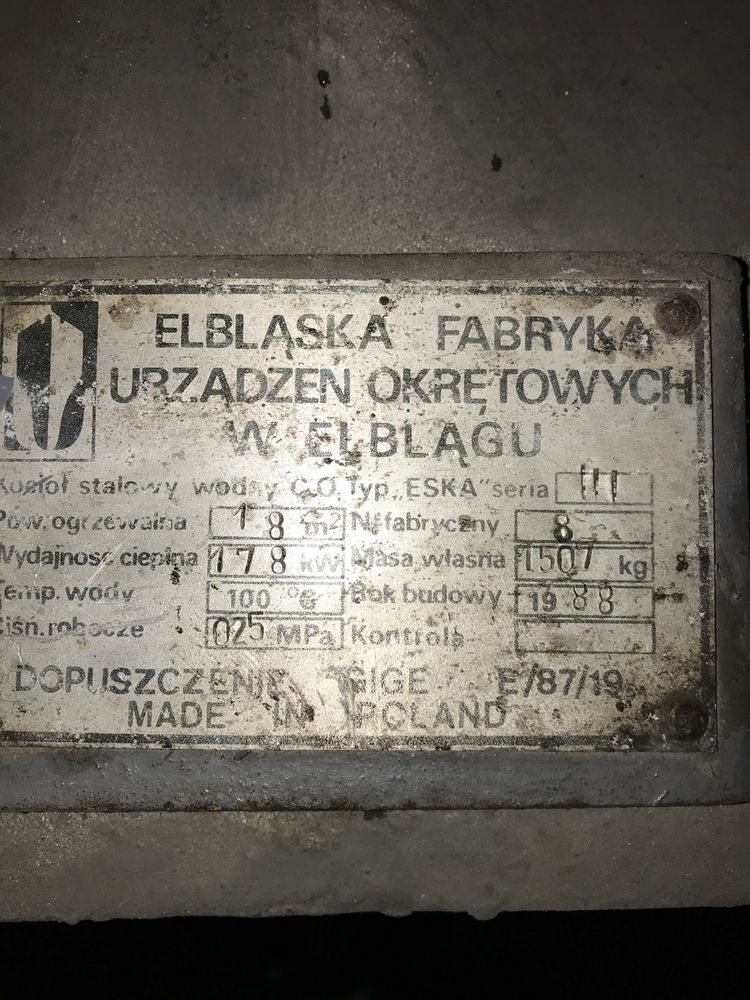 ELBLĄSKA FABRYKA
URZĄDZEŃ OKRĘTOWYCH
W ELBLĄGU
Kocioł stalowy wodny C.O. Typ „ESKA” seria III
Pow. ogrzewalna 18 m² Nr fabryczny 8
Wydajność cieplna 178 kW Masa własna 1507 kg
Temp. wody 100 °C Rok budowy 1988
Ciśn. robocze 025 MPa Kontrola
DOPUSZCZENIE GIGE E/87/19
MADE IN POLAND